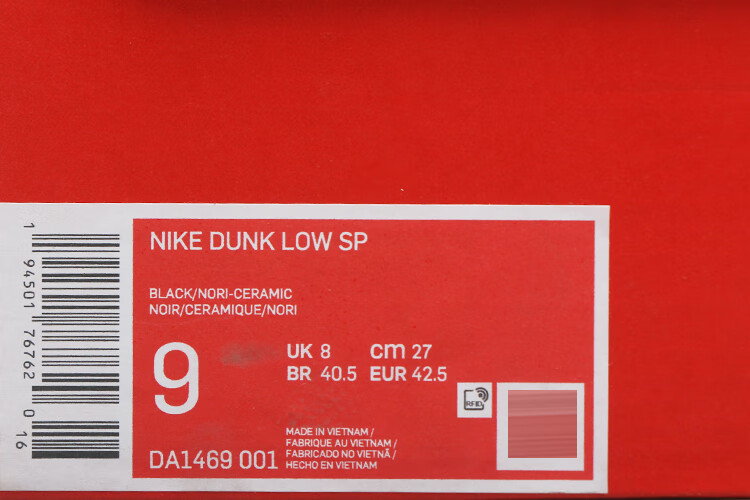 NIKE DUNK LOW SP
BLACK/NORI-CERAMIC
NOIR/CERAMIQUE/NORI
9
UK 8 cm 27
BR 40.5 EUR 42.5
RFID
DA1469 001
MADE IN VIETNAM /
FABRIQUE AU VIETNAM /
FABRICADO NO VIETNÃ /
HECHO EN VIETNAM
1 94501 76762 0 16